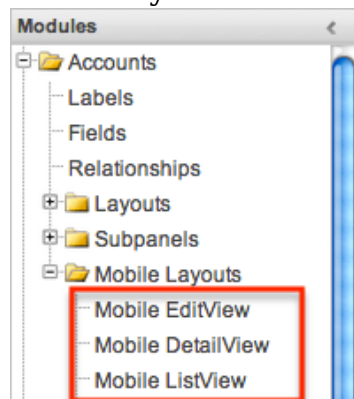 Modules
Accounts
Labels
Fields
Relationships
Layouts
Subpanels
Mobile Layouts
Mobile EditView
Mobile DetailView
Mobile ListView